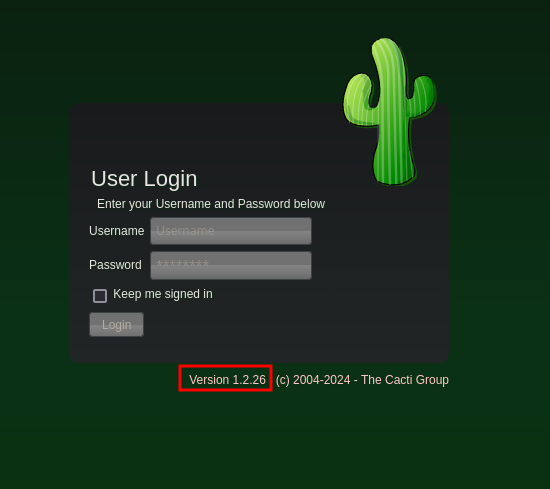 User Login
Enter your Username and Password below
Username Username
Password ********
Keep me signed in
Login
Version 1.2.26 (c) 2004-2024 - The Cacti Group